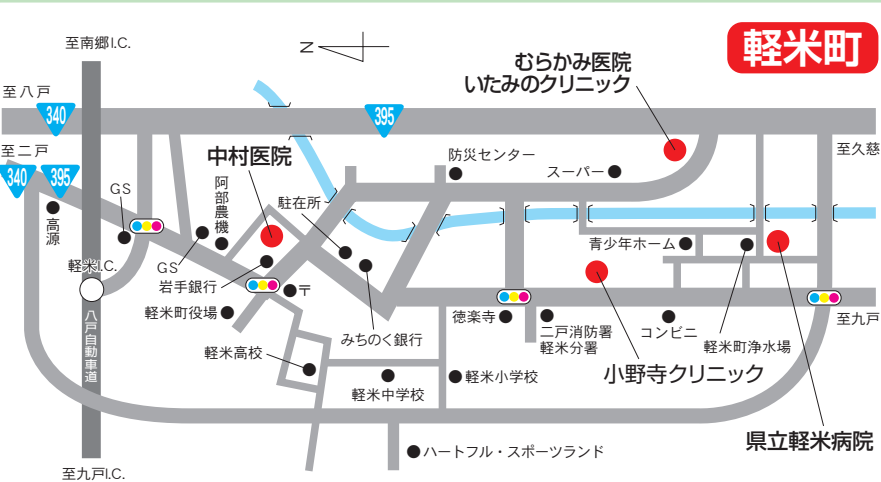 軽米町
至南郷I.C.
N
むらかみ医院
いたみのクリニック
至八戸
340
395
至二戸
340
395
中村医院
防災センター
スーパー
至久慈
GS
阿部農機
駐在所
高源
青少年ホーム
軽米I.C.
GS
岩手銀行
〒
軽米町役場
徳楽寺
二戸消防署
軽米分署
コンビニ
軽米町浄水場
至九戸
みちのく銀行
八戸自動車道
軽米高校
軽米中学校
軽米小学校
小野寺クリニック
県立軽米病院
ハートフル・スポーツランド
至九戸I.C.